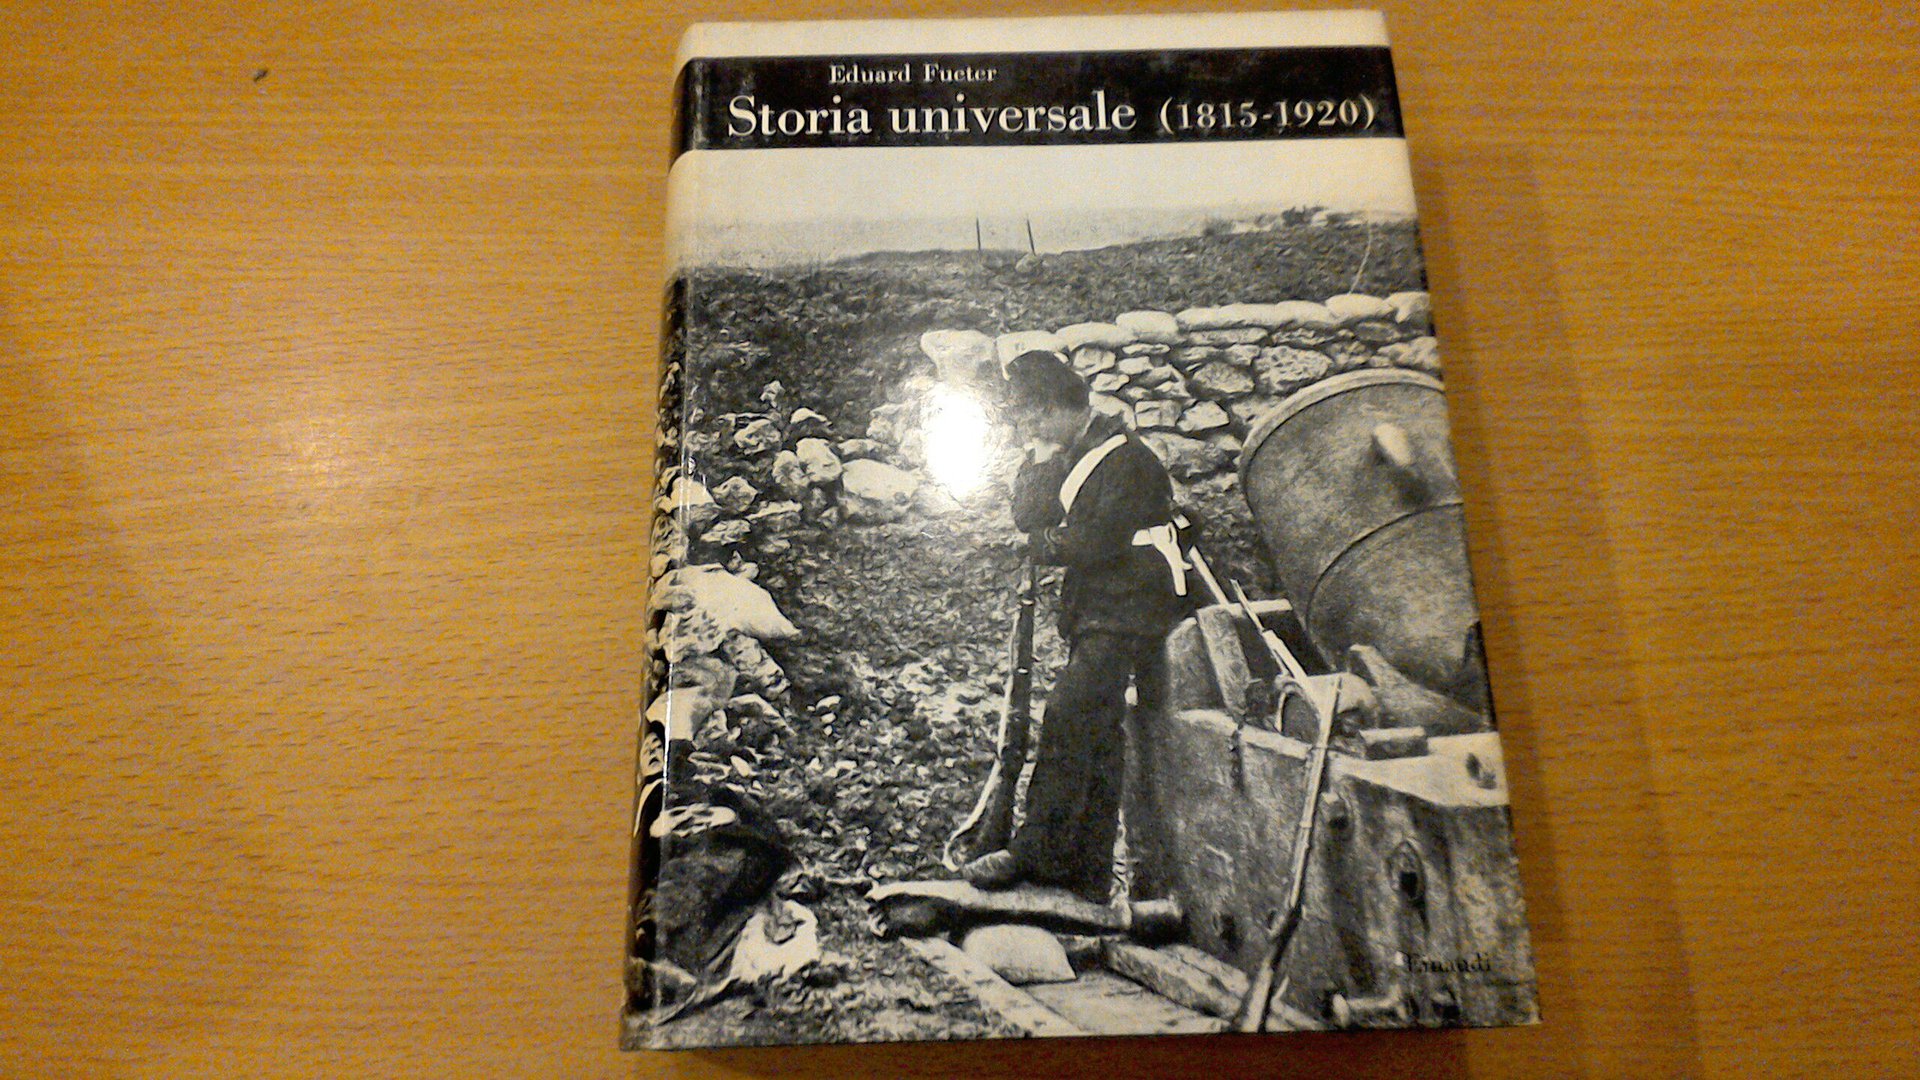 Eduard Fueter
Storia universale (1815-1920)
Einaudi